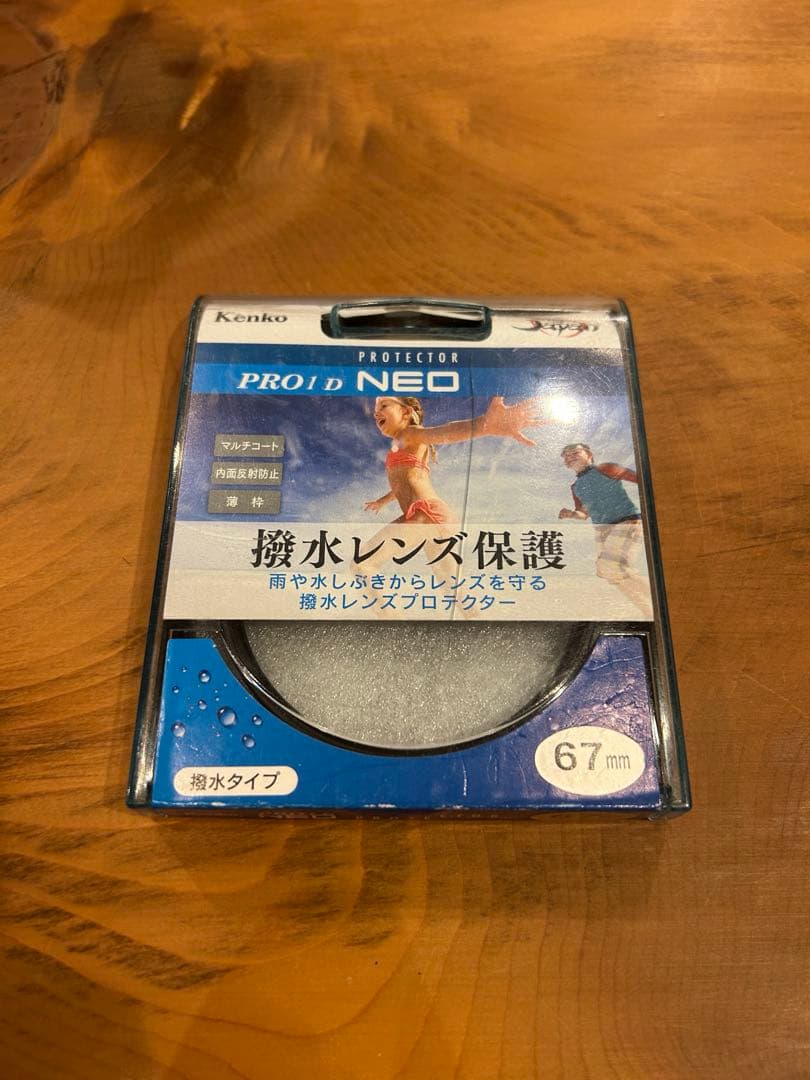 Kenko
PROTECTOR
PRO1 D NEO
マルチコート
内面反射防止
薄枠
撥水レンズ保護
雨や水しぶきからレンズを守る
撥水レンズプロテクター
67mm
撥水タイプ